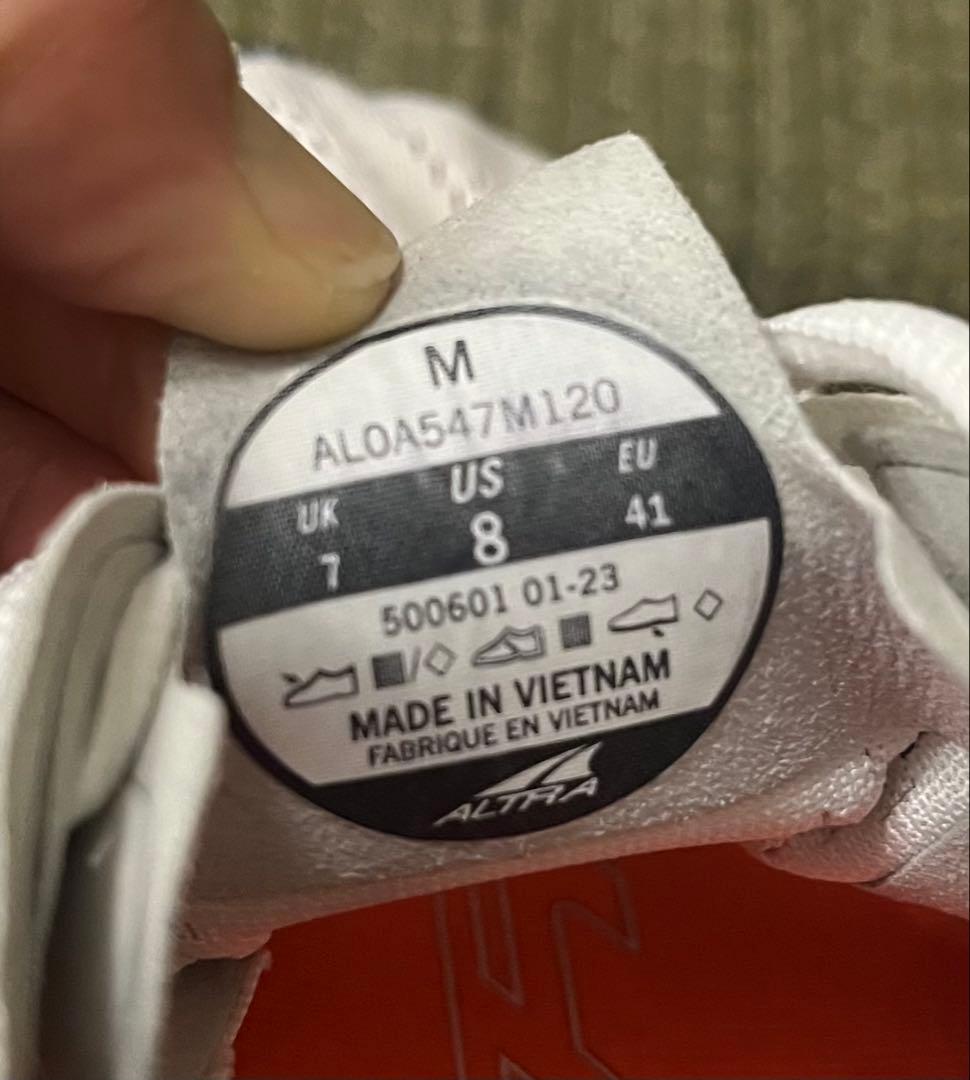 M
AL0A547M120
UK US EU
7 8 41
500601 01-23
MADE IN VIETNAM
FABRIQUE EN VIETNAM
ALTRA